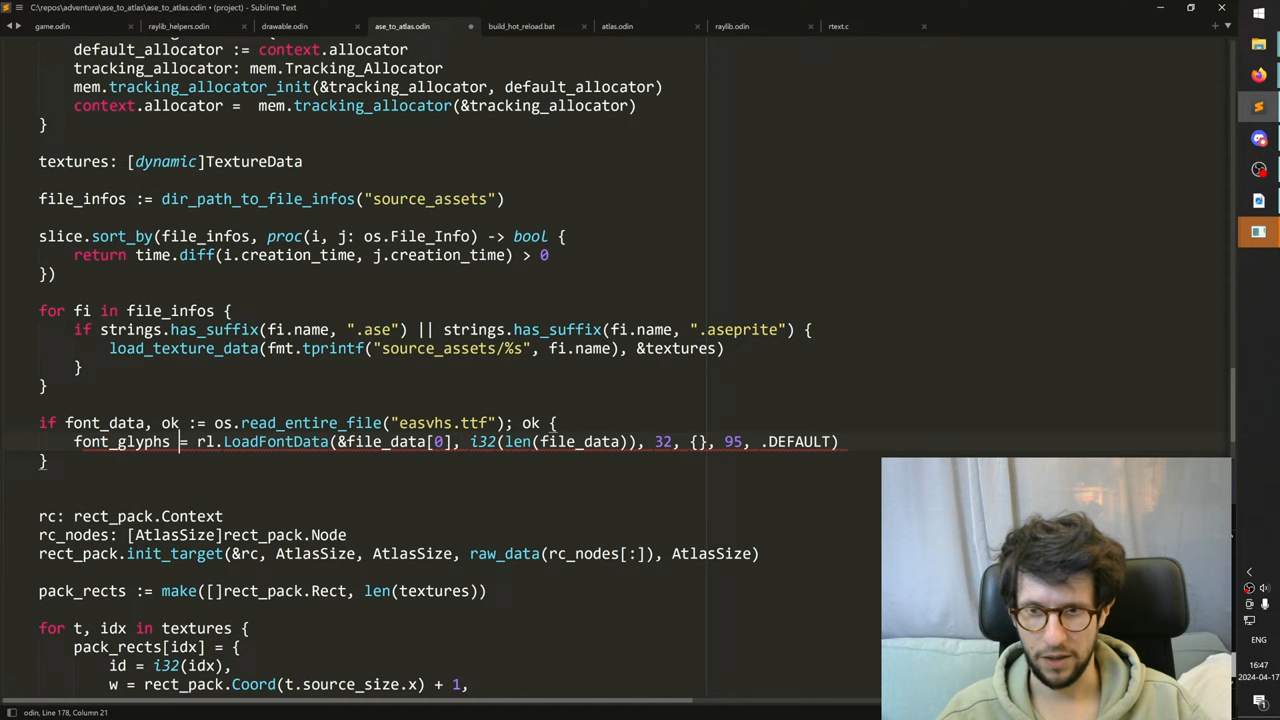 C:\repos\adventure\ase_to_atlas\ase_to_atlas.odin • (project) - Sublime Text
game.odin
raylib_helpers.odin
drawable.odin
ase_to_atlas.odin
build_hot_reload.bat
atlas.odin
raylib.odin
rtext.c
default_allocator := context.allocator
tracking_allocator: mem.Tracking_Allocator
mem.tracking_allocator_init(&tracking_allocator, default_allocator)
context.allocator =  mem.tracking_allocator(&tracking_allocator)
}
textures: [dynamic]TextureData
file_infos := dir_path_to_file_infos("source_assets")
slice.sort_by(file_infos, proc(i, j: os.File_Info) -> bool {
return time.diff(i.creation_time, j.creation_time) > 0
})
for fi in file_infos {
if strings.has_suffix(fi.name, ".ase") || strings.has_suffix(fi.name, ".aseprite") {
load_texture_data(fmt.tprintf("source_assets/%s", fi.name), &textures)
}
}
if font_data, ok := os.read_entire_file("easvhs.ttf"); ok {
font_glyphs = rl.LoadFontData(&file_data[0], i32(len(file_data)), 32, {}, 95, .DEFAULT)
}
rc: rect_pack.Context
rc_nodes: [AtlasSize]rect_pack.Node
rect_pack.init_target(&rc, AtlasSize, AtlasSize, raw_data(rc_nodes[:]), AtlasSize)
pack_rects := make([]rect_pack.Rect, len(textures))
for t, idx in textures {
pack_rects[idx] = {
id = i32(idx),
w = rect_pack.Coord(t.source_size.x) + 1,
ENG
16:47
2024-04-17
odin, Line 178, Column 21